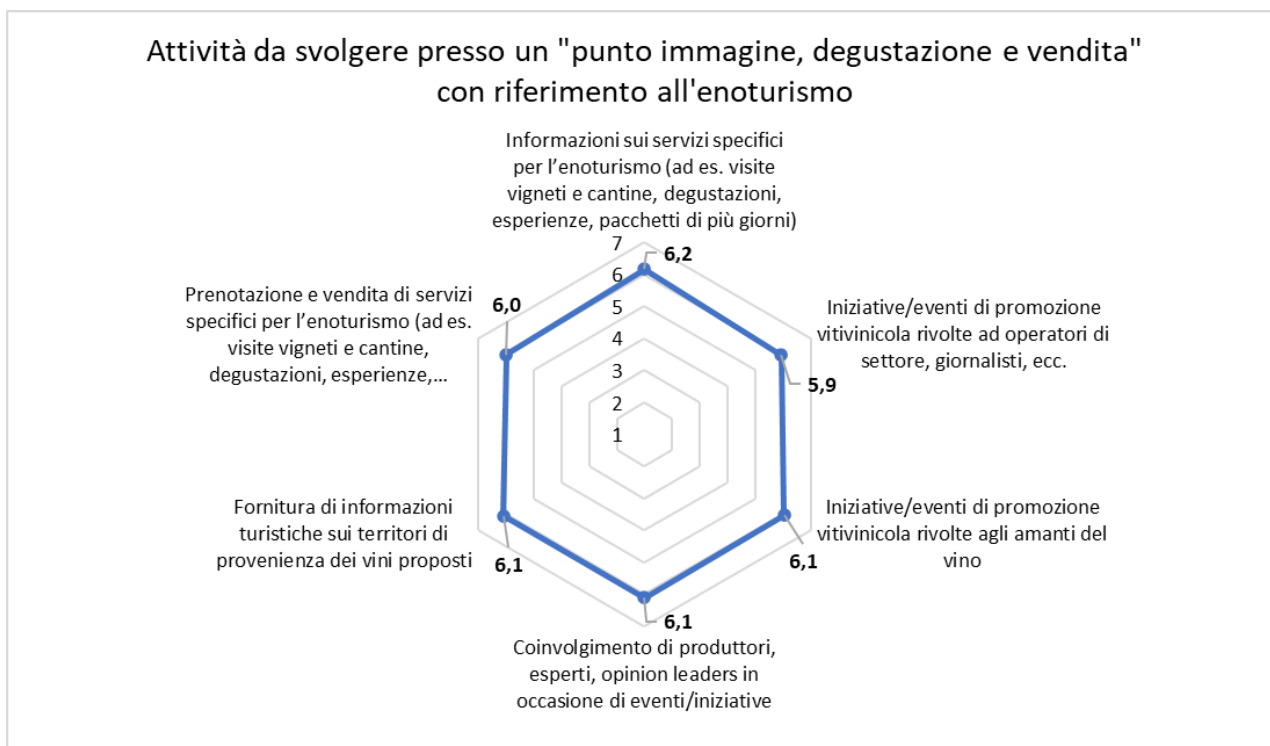 Attività da svolgere presso un "punto immagine, degustazione e vendita"
con riferimento all'enoturismo
Informazioni sui servizi specifici
per l’enoturismo (ad es. visite
vigneti e cantine, degustazioni,
esperienze, pacchetti di più giorni)
7
6,2
6
5
4
3
2
1
Prenotazione e vendita di servizi
specifici per l’enoturismo (ad es.
visite vigneti e cantine,
degustazioni, esperienze,...
6,0
Iniziative/eventi di promozione
vitivinicola rivolte ad operatori di
settore, giornalisti, ecc.
5,9
Fornitura di informazioni
turistiche sui territori di
provenienza dei vini proposti
6,1
Iniziative/eventi di promozione
vitivinicola rivolte agli amanti del
vino
6,1
6,1
Coinvolgimento di produttori,
esperti, opinion leaders in
occasione di eventi/iniziative